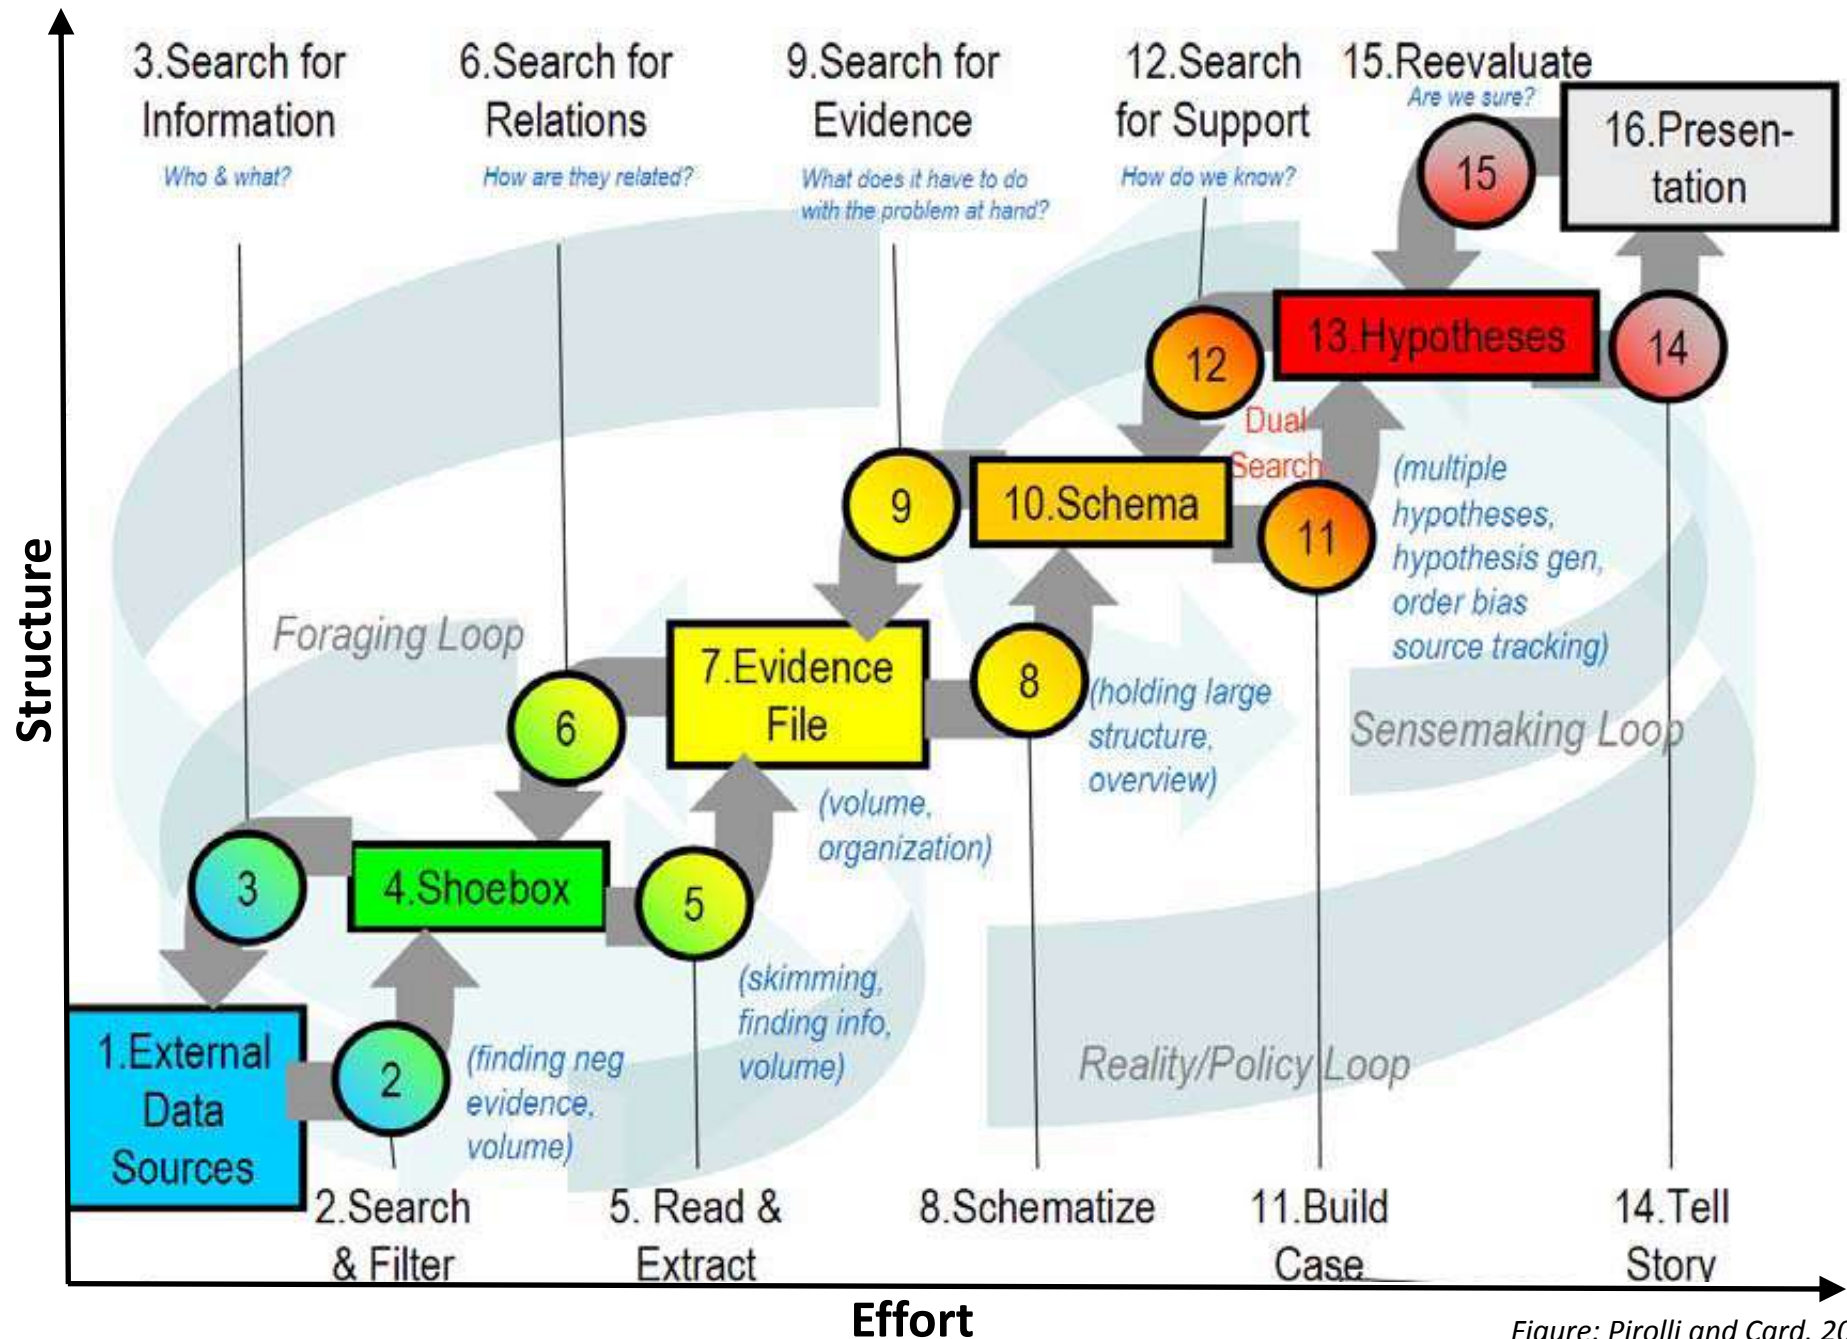 3.Search for
Information
Who & what?
6.Search for
Relations
How are they related?
9.Search for
Evidence
What does it have to do
with the problem at hand?
12.Search
for Support
How do we know?
15.Reevaluate
Are we sure?
15
16.Presen-
tation
12
13.Hypotheses
14
Dual
Search
9
10.Schema
11
(multiple
hypotheses,
hypothesis gen,
order bias
source tracking)
Structure
Foraging Loop
6
7.Evidence
File
8
(holding large
structure,
overview)
Sensemaking Loop
(volume,
organization)
3
4.Shoebox
5
(skimming,
finding info,
volume)
1.External
Data
Sources
2
(finding neg
evidence,
volume)
Reality/Policy Loop
2.Search
& Filter
5. Read &
Extract
8.Schematize
11.Build
Case
14.Tell
Story
Effort
Figure: Pirolli and Card, 20